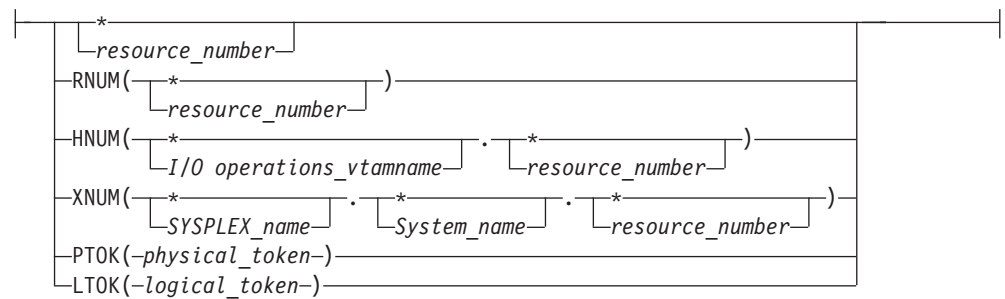 *
resource_number
RNUM( * )
resource_number
HNUM( * . * )
I/O operations_vtamname resource_number
XNUM( * . * . * )
SYSPLEX_name System_name resource_number
PTOK( physical_token )
LTOK( logical_token )